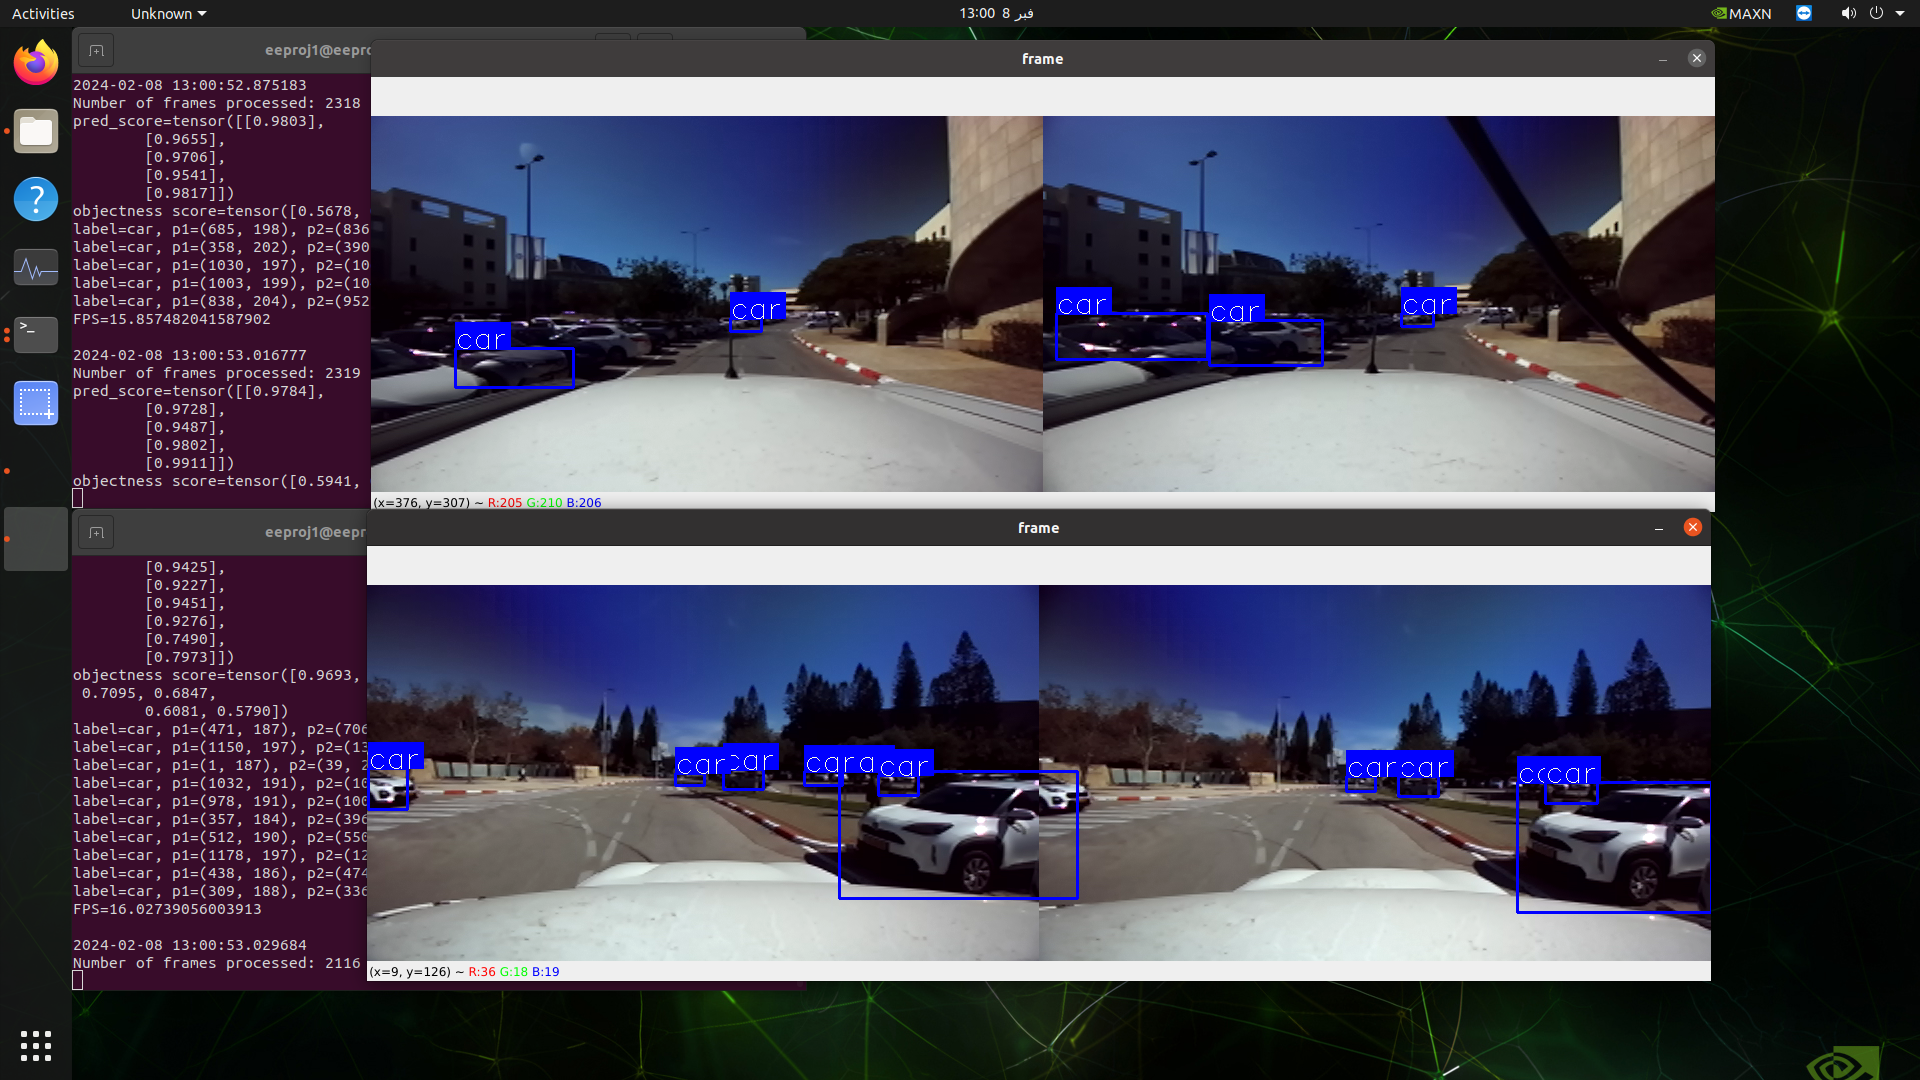 Activities
Unknown
13:00 8 فبر
MAXN
eeproj1@eepro
2024-02-08 13:00:52.875183
Number of frames processed: 2318
pred_score=tensor([[0.9803],
[0.9655],
[0.9706],
[0.9541],
[0.9817]])
objectness score=tensor([0.5678,
label=car, p1=(685, 198), p2=(836
label=car, p1=(358, 202), p2=(390
label=car, p1=(1030, 197), p2=(10
label=car, p1=(1003, 199), p2=(10
label=car, p1=(838, 204), p2=(952
FPS=15.857482041587902
2024-02-08 13:00:53.016777
Number of frames processed: 2319
pred_score=tensor([[0.9784],
[0.9728],
[0.9487],
[0.9802],
[0.9911]])
objectness score=tensor([0.5941,
frame
car
car
car
car
car
(x=376, y=307) ~ R:205 G:210 B:206
eeproj1@eepr
[0.9425],
[0.9227],
[0.9451],
[0.9276],
[0.7490],
[0.7973]])
objectness score=tensor([0.9693,
0.7095, 0.6847,
0.6081, 0.5790])
label=car, p1=(471, 187), p2=(706
label=car, p1=(1150, 197), p2=(13
label=car, p1=(1, 187), p2=(39, 2
label=car, p1=(1032, 191), p2=(10
label=car, p1=(978, 191), p2=(100
label=car, p1=(357, 184), p2=(396
label=car, p1=(512, 190), p2=(550
label=car, p1=(1178, 197), p2=(12
label=car, p1=(438, 186), p2=(474
label=car, p1=(309, 188), p2=(336
FPS=16.02739056003913
2024-02-08 13:00:53.029684
Number of frames processed: 2116
frame
car
car
car
car
car
car
car
(x=9, y=126) ~ R:36 G:18 B:19